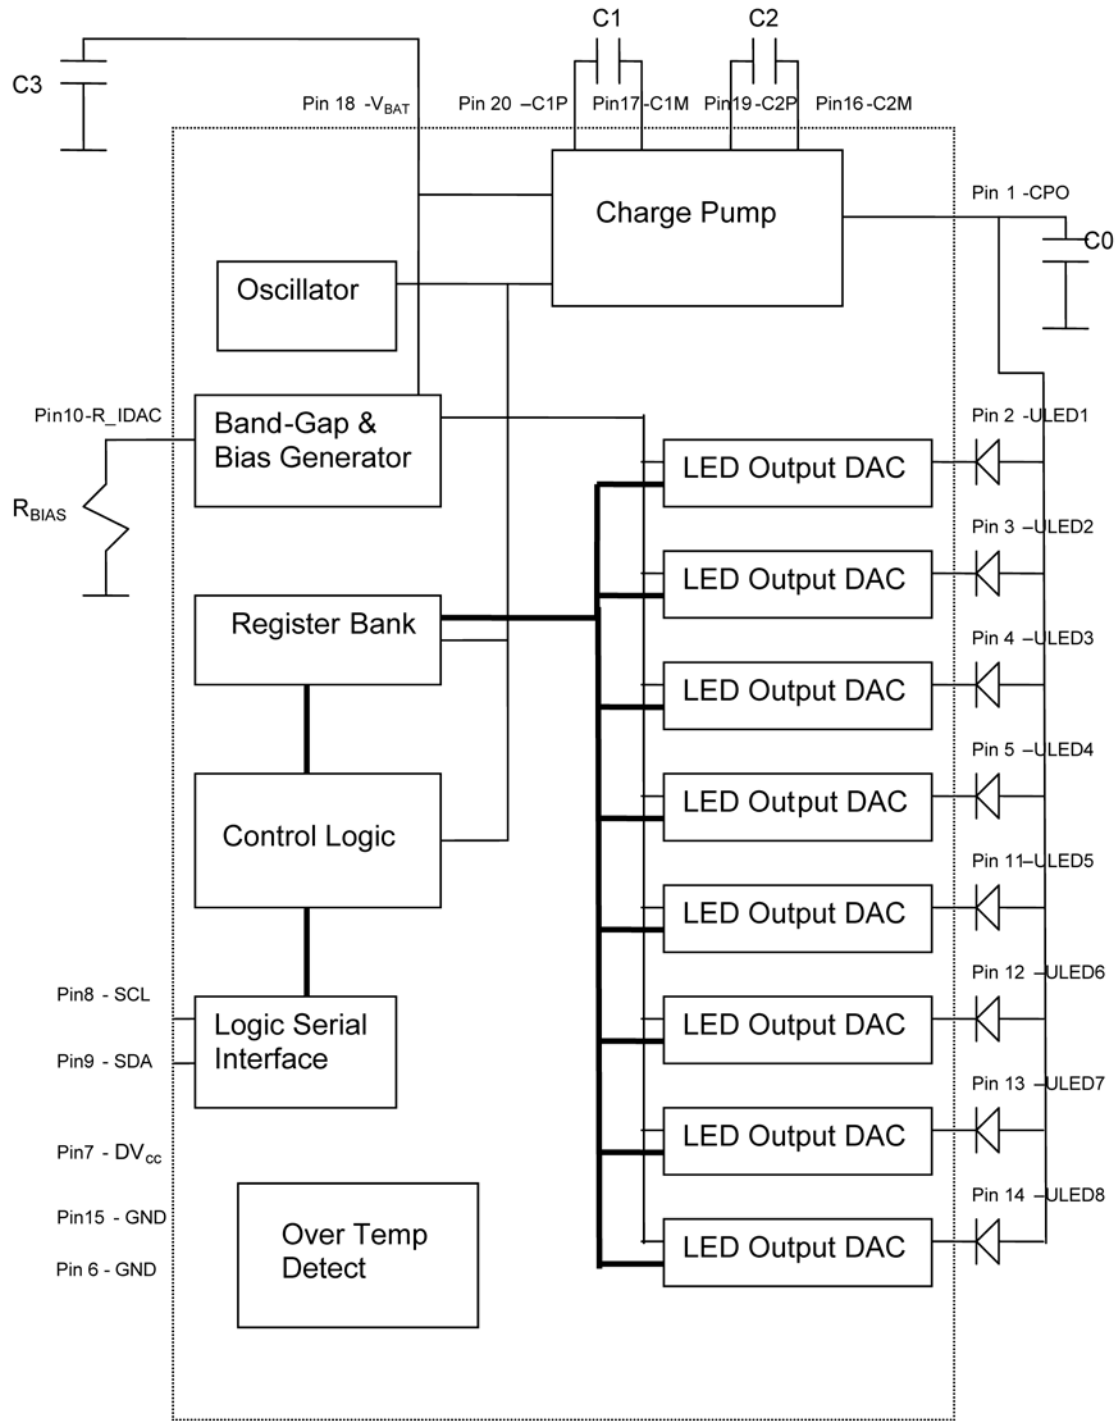 C1
C2
C3
Pin 18 -VBAT
Pin 20 –C1P
Pin17-C1M
Pin19-C2P
Pin16-C2M
Charge Pump
Pin 1 -CPO
C0
Oscillator
Pin10-R_IDAC
Band-Gap &
Bias Generator
RBIAS
Pin 2 -ULED1
LED Output DAC
Pin 3 –ULED2
LED Output DAC
Register Bank
Pin 4 –ULED3
LED Output DAC
Pin 5 –ULED4
LED Output DAC
Control Logic
Pin 11–ULED5
LED Output DAC
Pin8 - SCL
Logic Serial
Interface
Pin9 - SDA
Pin 12 –ULED6
LED Output DAC
Pin 13 –ULED7
LED Output DAC
Pin7 - DVcc
Pin15 - GND
Pin 6 - GND
Over Temp
Detect
Pin 14 –ULED8
LED Output DAC